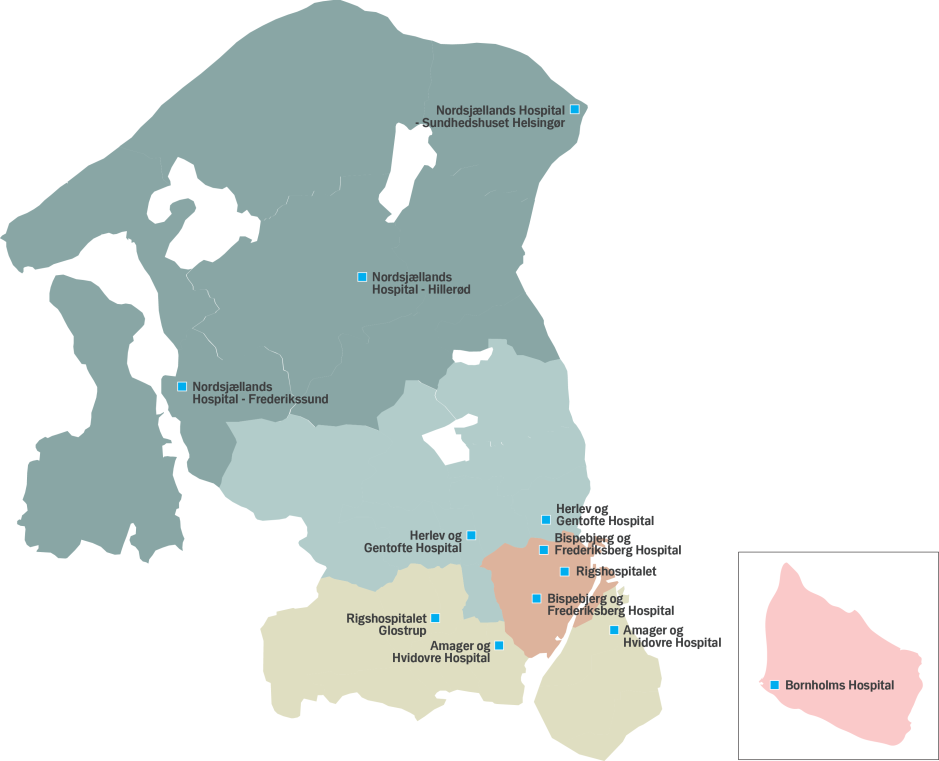 Nordsjællands Hospital
- Sundhedshuset Helsingør
Nordsjællands
Hospital - Hillerød
Nordsjællands
Hospital - Frederikssund
Herlev og
Gentofte Hospital
Herlev og
Gentofte Hospital
Bispebjerg og
Frederiksberg Hospital
Rigshospitalet
Bispebjerg og
Frederiksberg Hospital
Rigshospitalet
Glostrup
Amager og
Hvidovre Hospital
Amager og
Hvidovre Hospital
Bornholms Hospital